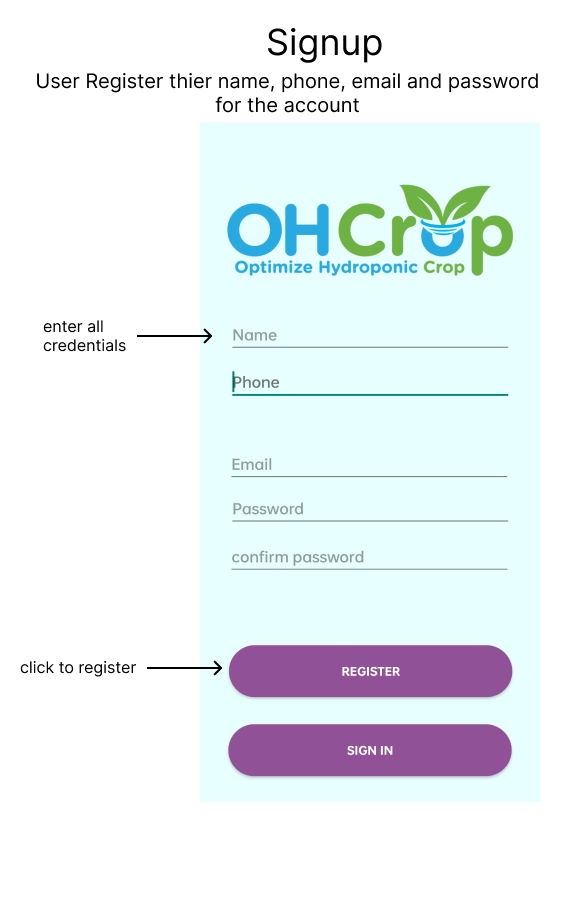 Signup
User Register thier name, phone, email and password
for the account
OHCrop
Optimize Hydroponic Crop
enter all
credentials
Name
Phone
Email
Password
confirm password
click to register
REGISTER
SIGN IN